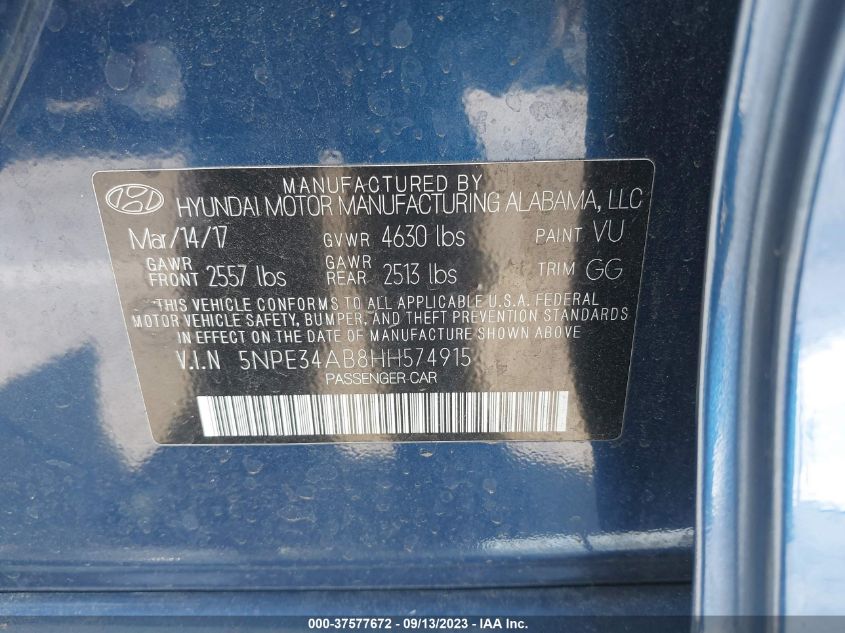 MANUFACTURED BY
HYUNDAI MOTOR MANUFACTURING ALABAMA, LLC
Mar/14/17 GVWR 4630 lbs PAINT VU
GAWR FRONT 2557 lbs GAWR REAR 2513 lbs TRIM GG
THIS VEHICLE CONFORMS TO ALL APPLICABLE U.S.A. FEDERAL
MOTOR VEHICLE SAFETY, BUMPER, AND THEFT PREVENTION STANDARDS
IN EFFECT ON THE DATE OF MANUFACTURE SHOWN ABOVE
V.I.N 5NPE34AB8HH574915
PASSENGER CAR
000-37577672 - 09/13/2023 - IAA Inc.